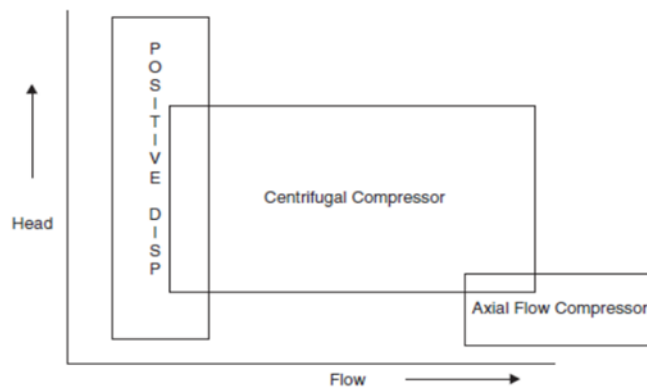 POSITIVE DISP
Centrifugal Compressor
Head
Axial Flow Compressor
Flow